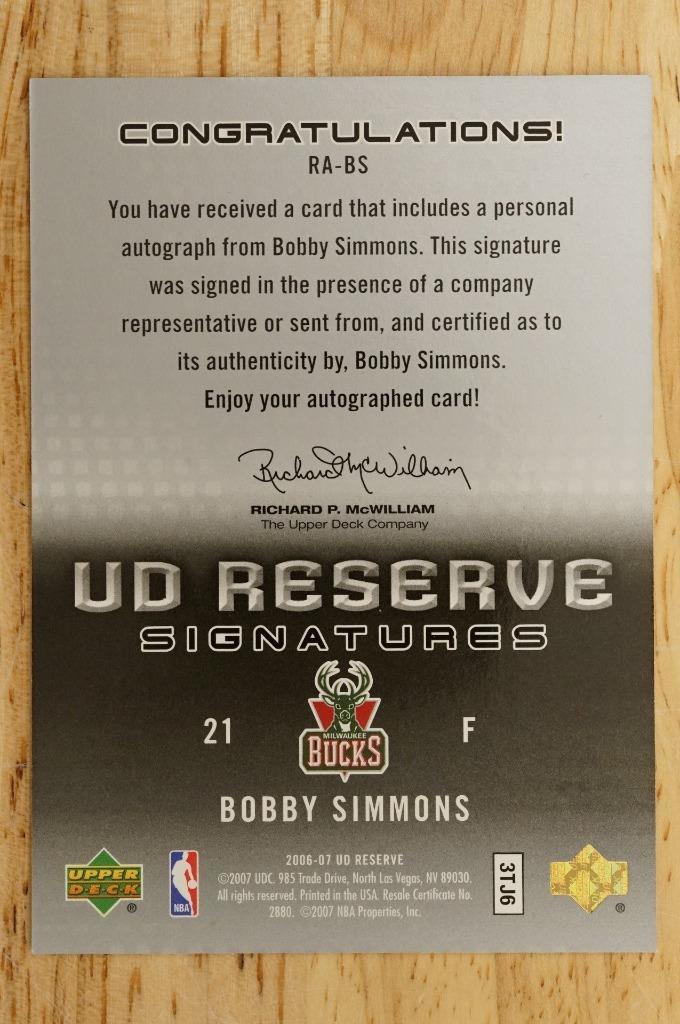 CONGRATULATIONS!
RA-BS
You have received a card that includes a personal
autograph from Bobby Simmons. This signature
was signed in the presence of a company
representative or sent from, and certified as to
its authenticity by, Bobby Simmons.
Enjoy your autographed card!
Richard McWilliam
RICHARD P. McWILLIAM
The Upper Deck Company
UD RESERVE
SIGNATURES
21
MILWAUKEE
BUCKS
F
BOBBY SIMMONS
UPPER
DECK
®
NBA
2006-07 UD RESERVE
©2007 UDC. 985 Trade Drive, North Las Vegas, NV 89030.
All rights reserved. Printed in the USA. Resale Certificate No.
2880. ©2007 NBA Properties, Inc.
3TJ6
®